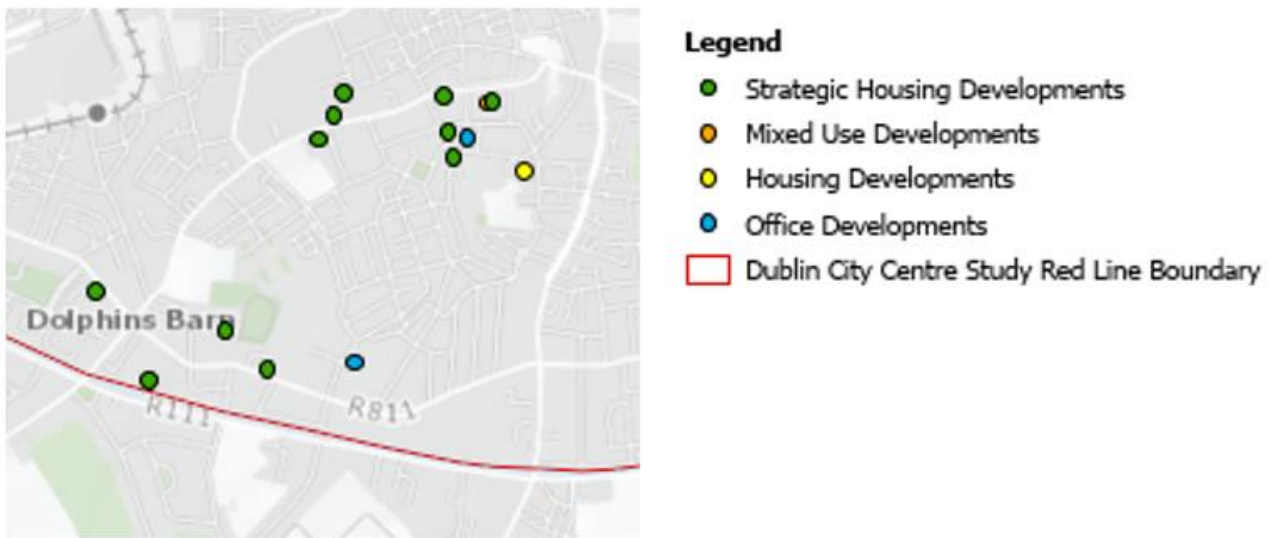 Dolphins Barn
R111
R811
Legend
Strategic Housing Developments
Mixed Use Developments
Housing Developments
Office Developments
Dublin City Centre Study Red Line Boundary